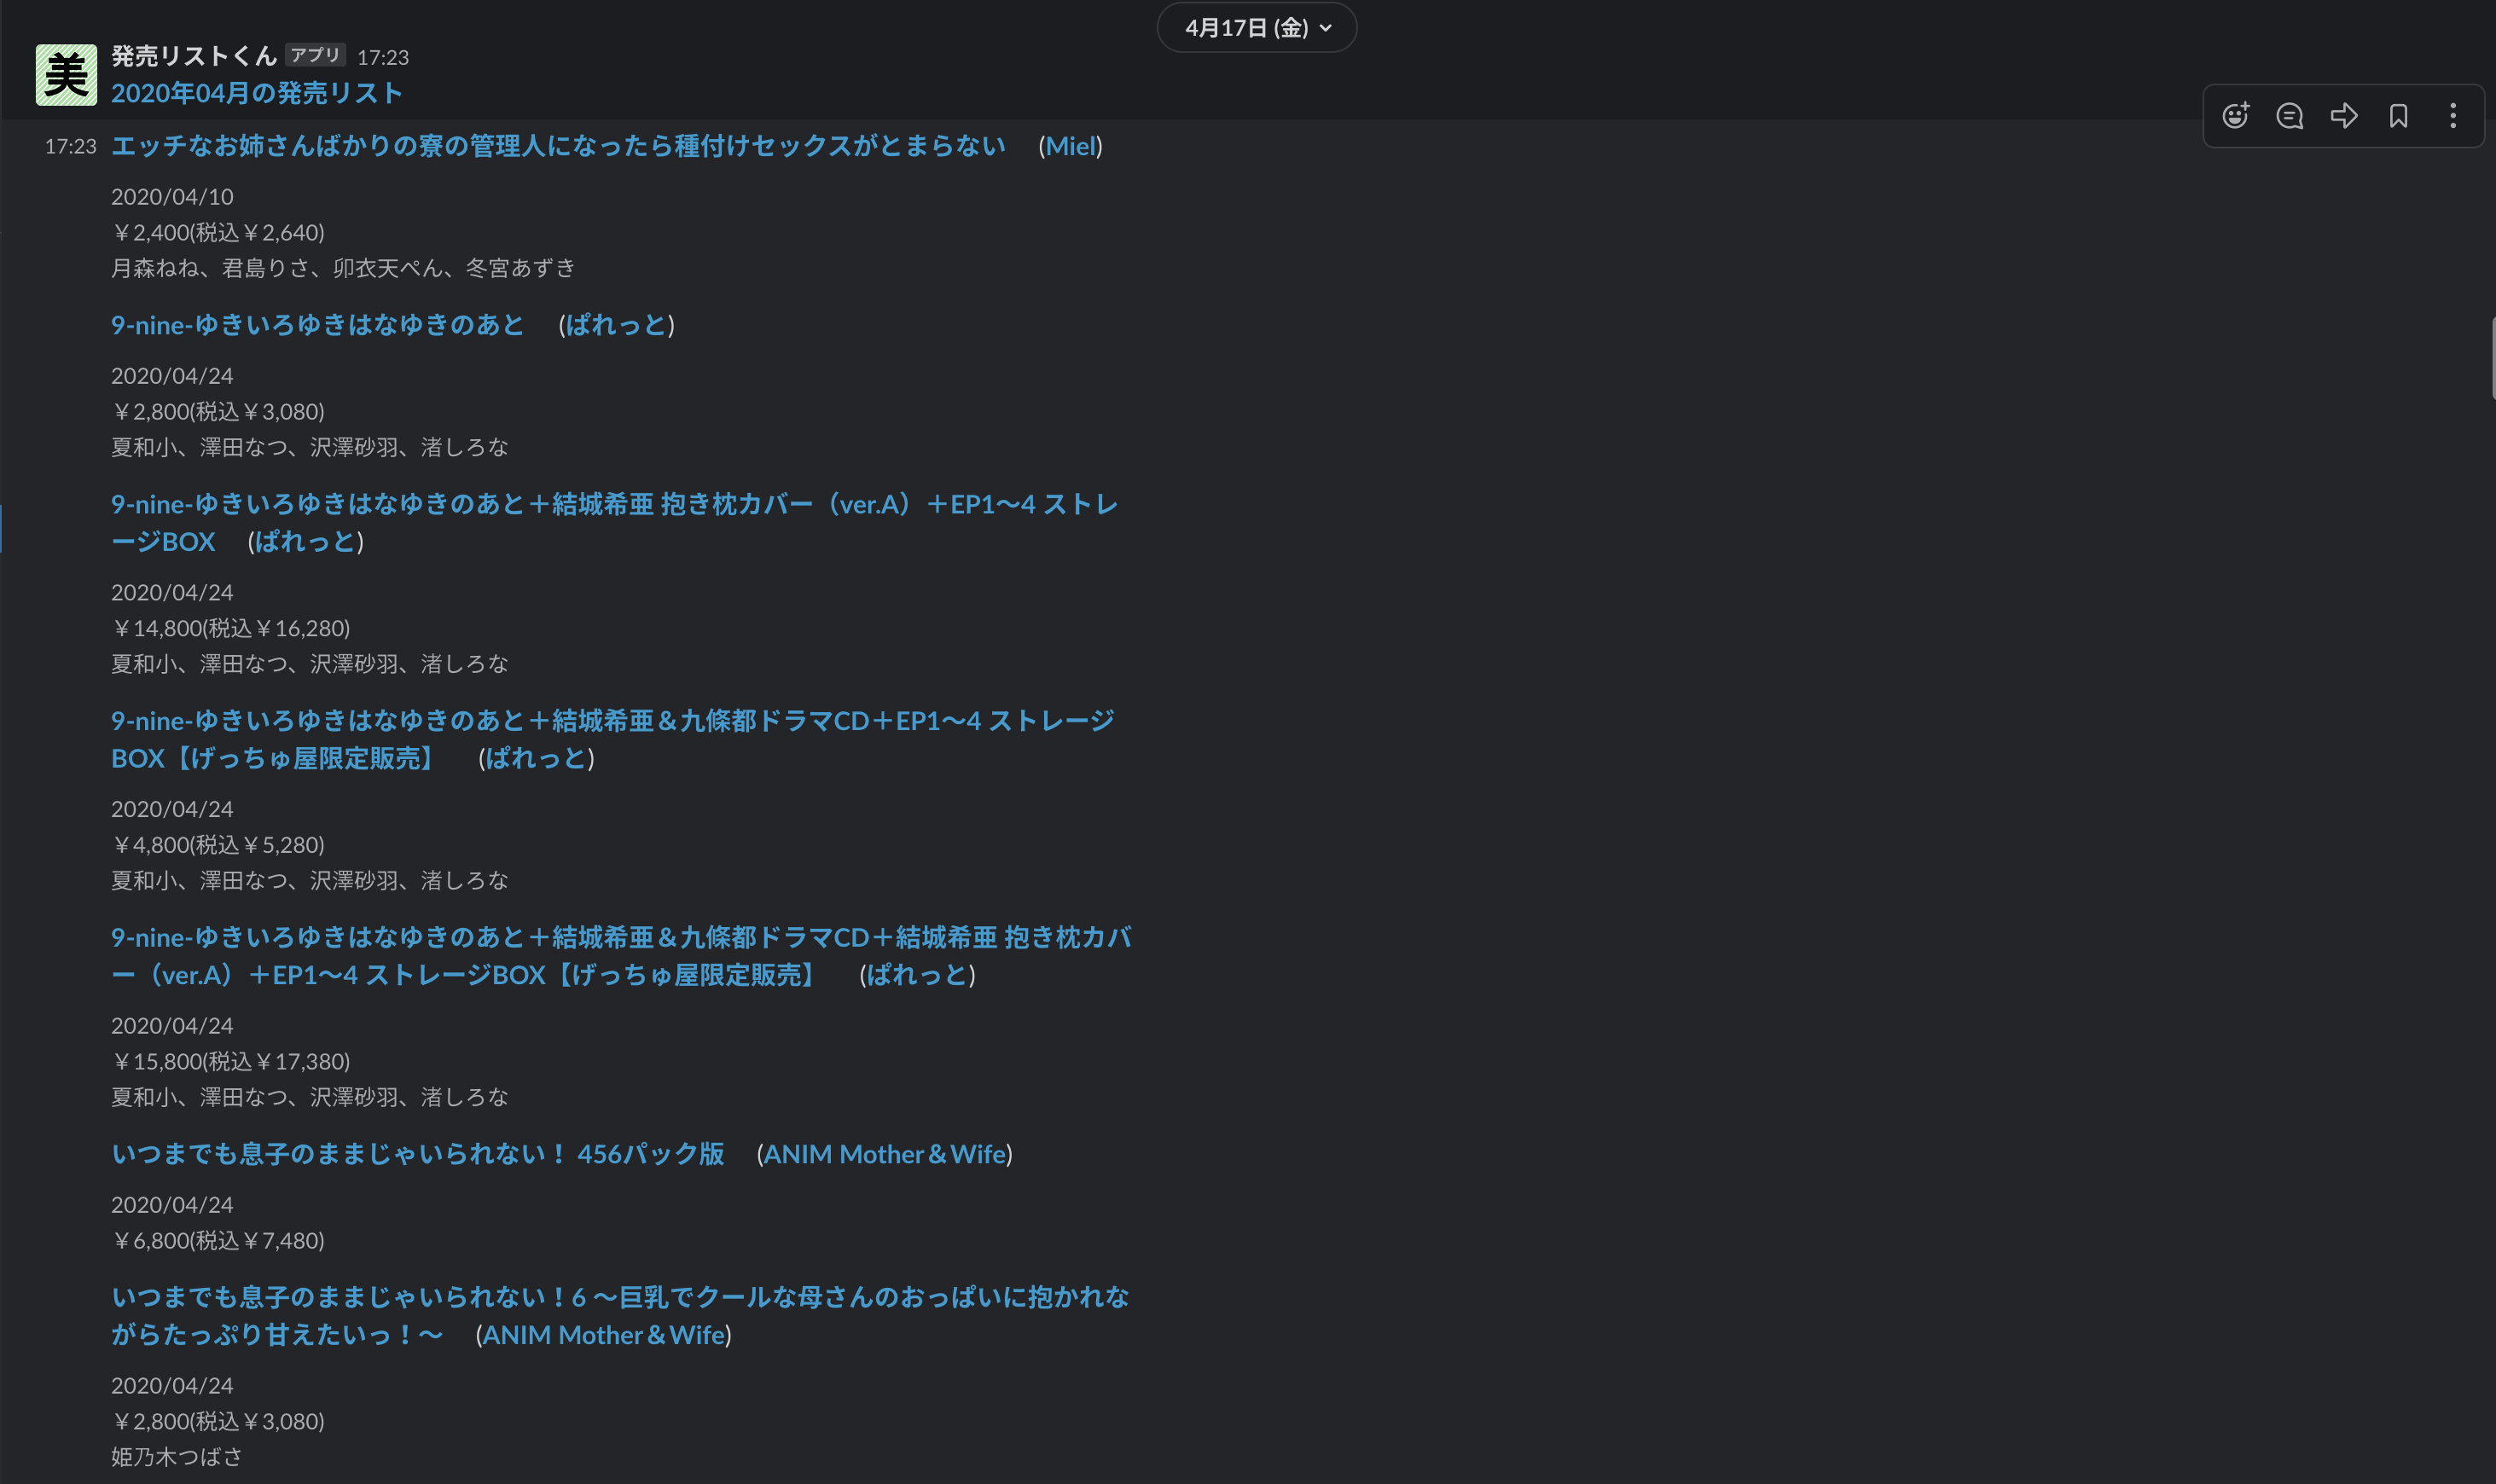 4月17日 (金)
発売リストくん アプリ 17:23
2020年04月の発売リスト
17:23 エッチなお姉さんばかりの寮の管理人になったら種付けセックスがとまらない (Miel)
2020/04/10
￥2,400(税込￥2,640)
月森ねね、君島りさ、卯衣天ぺん、冬宮あずき
9-nine-ゆきいろゆきはなゆきのあと (ぱれっと)
2020/04/24
￥2,800(税込￥3,080)
夏和小、澤田なつ、沢澤砂羽、渚しろな
9-nine-ゆきいろゆきはなゆきのあと＋結城希亜 抱き枕カバー（ver.A）＋EP1～4 ストレ
ージBOX (ぱれっと)
2020/04/24
￥14,800(税込￥16,280)
夏和小、澤田なつ、沢澤砂羽、渚しろな
9-nine-ゆきいろゆきはなゆきのあと＋結城希亜＆九條都ドラマCD＋EP1～4 ストレージ
BOX【げっちゅ屋限定販売】 (ぱれっと)
2020/04/24
￥4,800(税込￥5,280)
夏和小、澤田なつ、沢澤砂羽、渚しろな
9-nine-ゆきいろゆきはなゆきのあと＋結城希亜＆九條都ドラマCD＋結城希亜 抱き枕カバ
ー（ver.A）＋EP1～4 ストレージBOX【げっちゅ屋限定販売】 (ぱれっと)
2020/04/24
￥15,800(税込￥17,380)
夏和小、澤田なつ、沢澤砂羽、渚しろな
いつまでも息子のままじゃいられない！ 456パック版 (ANIM Mother＆Wife)
2020/04/24
￥6,800(税込￥7,480)
いつまでも息子のままじゃいられない！6 ～巨乳でクールな母さんのおっぱいに抱かれな
がらたっぷり甘えたいっ！～ (ANIM Mother＆Wife)
2020/04/24
￥2,800(税込￥3,080)
姫乃木つばさ